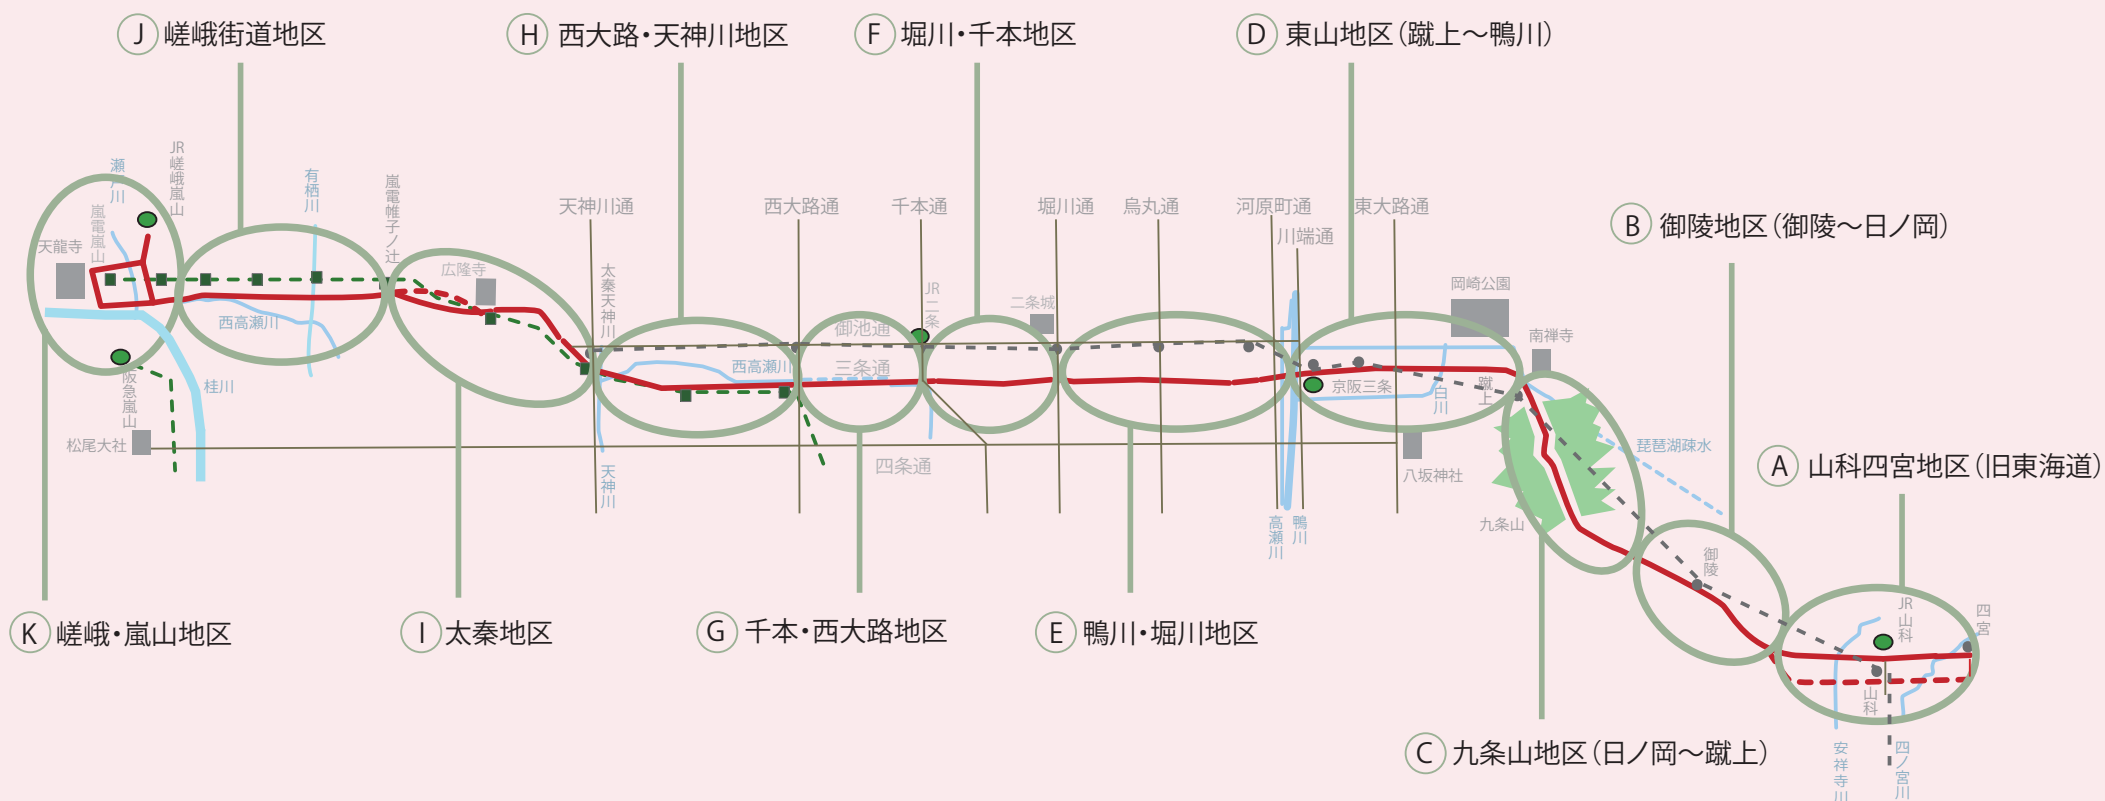 J 嵯峨街道地区
H 西大路・天神川地区
F 堀川・千本地区
D 東山地区（蹴上～鴨川）
B 御陵地区（御陵～日ノ岡）
A 山科四宮地区（旧東海道）
K 嵯峨・嵐山地区
I 太秦地区
G 千本・西大路地区
E 鴨川・堀川地区
C 九条山地区（日ノ岡～蹴上）
瀬戸川
JR嵯峨嵐山
嵐電嵐山
天龍寺
有栖川
嵐電帷子ノ辻
広隆寺
西高瀬川
桂川
阪急嵐山
松尾大社
天神川通
太秦天神川
天神川
西大路通
西高瀬川
千本通
御池通
三条通
JR二条
二条城
四条通
堀川通
烏丸通
河原町通
川端通
東大路通
高瀬川
鴨川
京阪三条
白川
岡崎公園
南禅寺
蹴上
八坂神社
九条山
琵琶湖疎水
御陵
JR山科
四宮
山科
安祥寺川
四ノ宮川